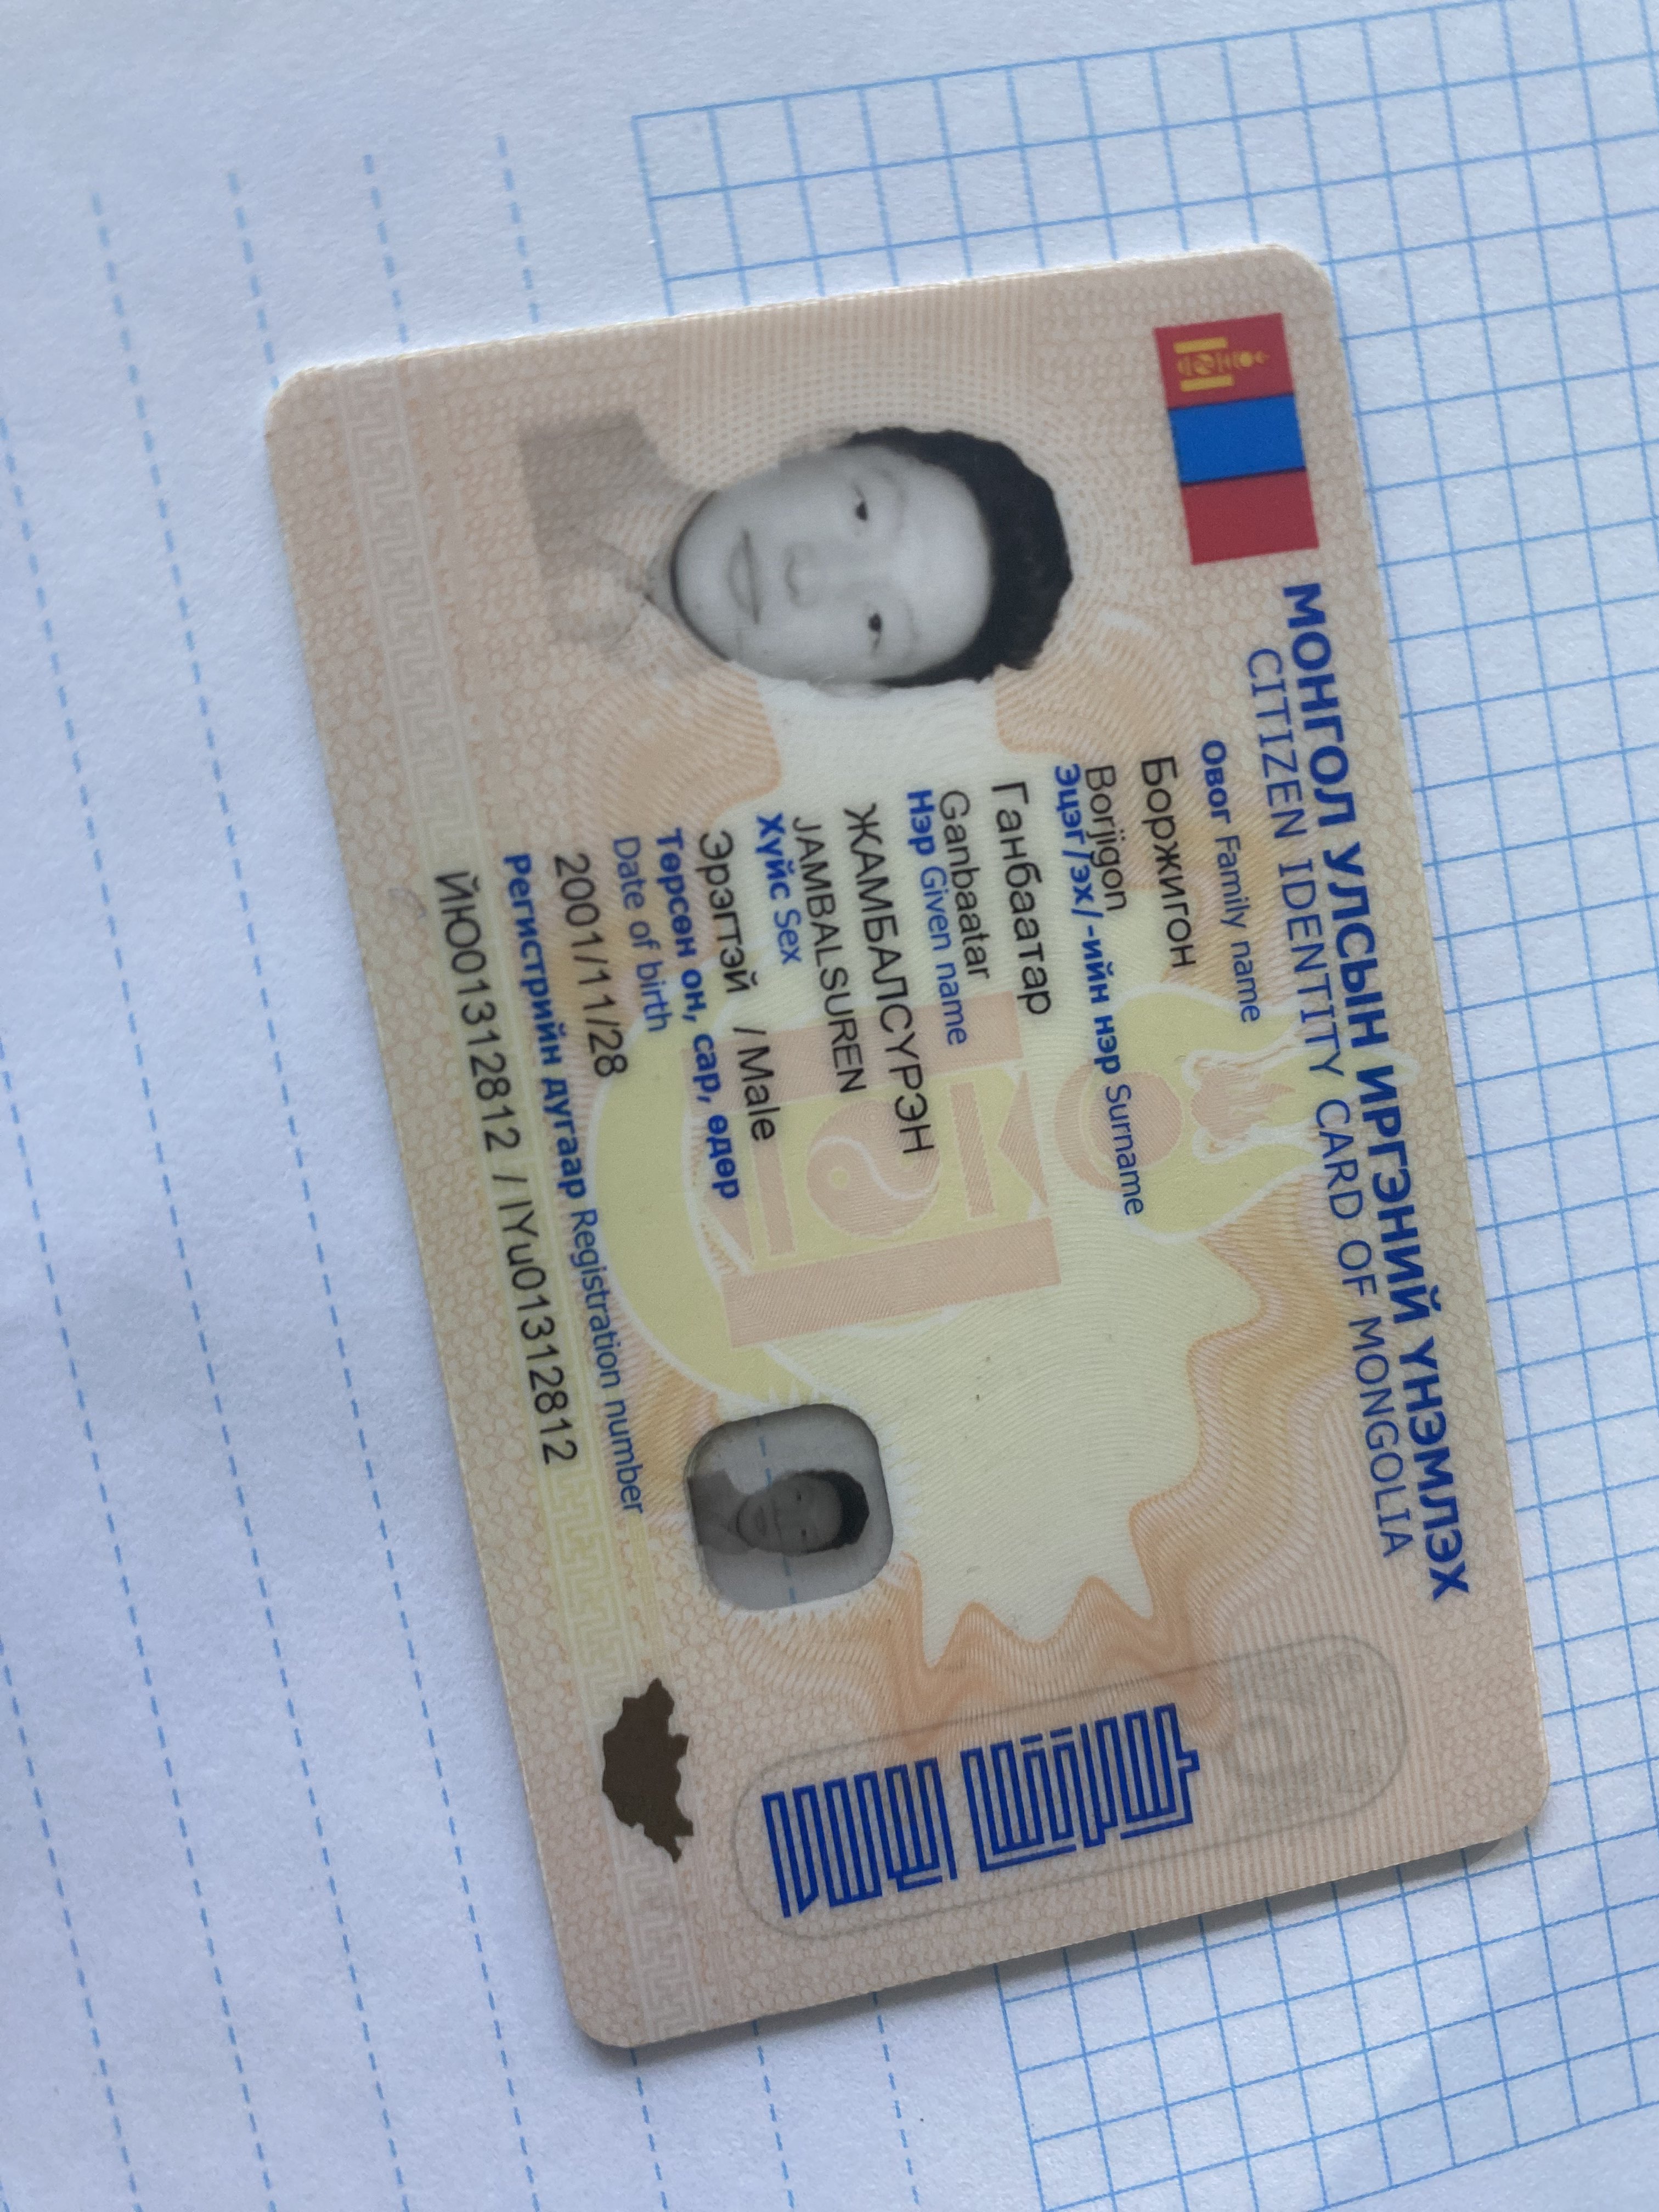 МОНГОЛ УЛСЫН ИРГЭНИЙ ҮНЭМЛЭХ
CITIZEN IDENTITY CARD OF MONGOLIA
Овог Family name
Боржигон
Borjigon
Эцэг/эх/-ийн нэр Surname
Ганбаатар
Ganbaatar
Нэр Given name
ЖАМБАЛСҮРЭН
JAMBALSUREN
Хүйс Sex
Эрэгтэй / Male
Төрсөн он, сар, өдөр
Date of birth
2001/11/28
Регистрийн дугаар Registration number
ЙЮ01312812 / IYu01312812